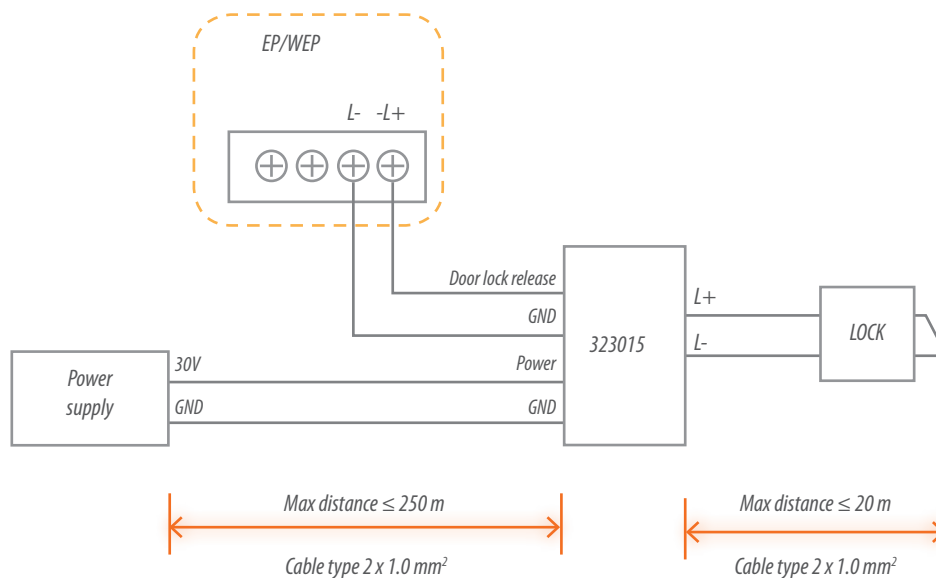 EP/WEP
L- -L+
Door lock release
GND
L+
L-
323015
LOCK
30V
Power
GND
GND
Power
supply
Max distance ≤ 250 m
Max distance ≤ 20 m
Cable type 2 x 1.0 mm²
Cable type 2 x 1.0 mm²